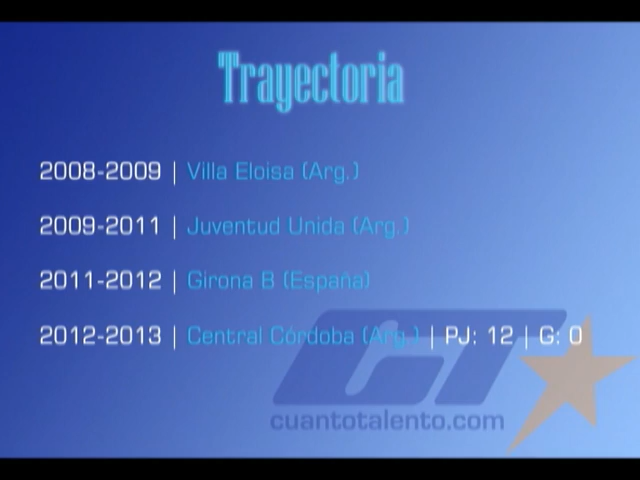 Trayectoria
2008-2009 | Villa Eloisa (Arg.)
2009-2011 | Juventud Unida (Arg.)
2011-2012 | Girona B (España)
2012-2013 | Central Córdoba (Arg.) | PJ: 12 | G: 0
CT
cuantotalento.com